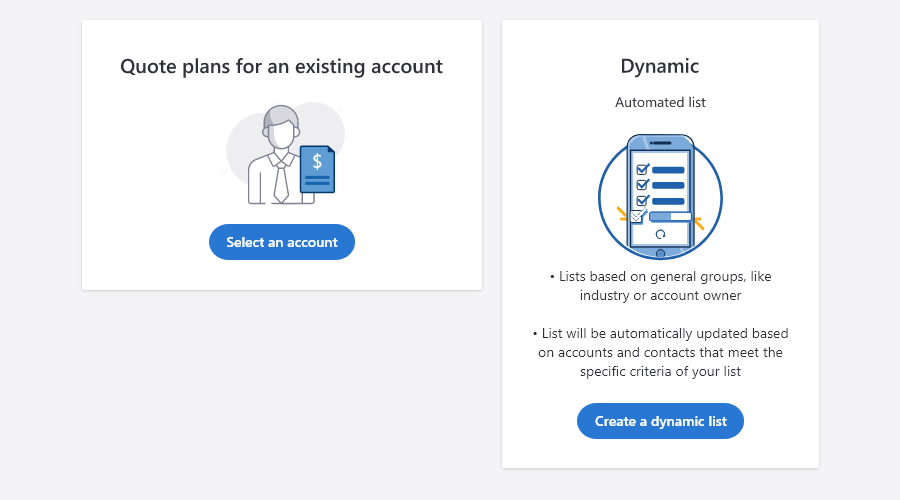 Quote plans for an existing account
$
Select an account
Dynamic
Automated list
• Lists based on general groups, like
industry or account owner
• List will be automatically updated based
on accounts and contacts that meet the
specific criteria of your list
Create a dynamic list